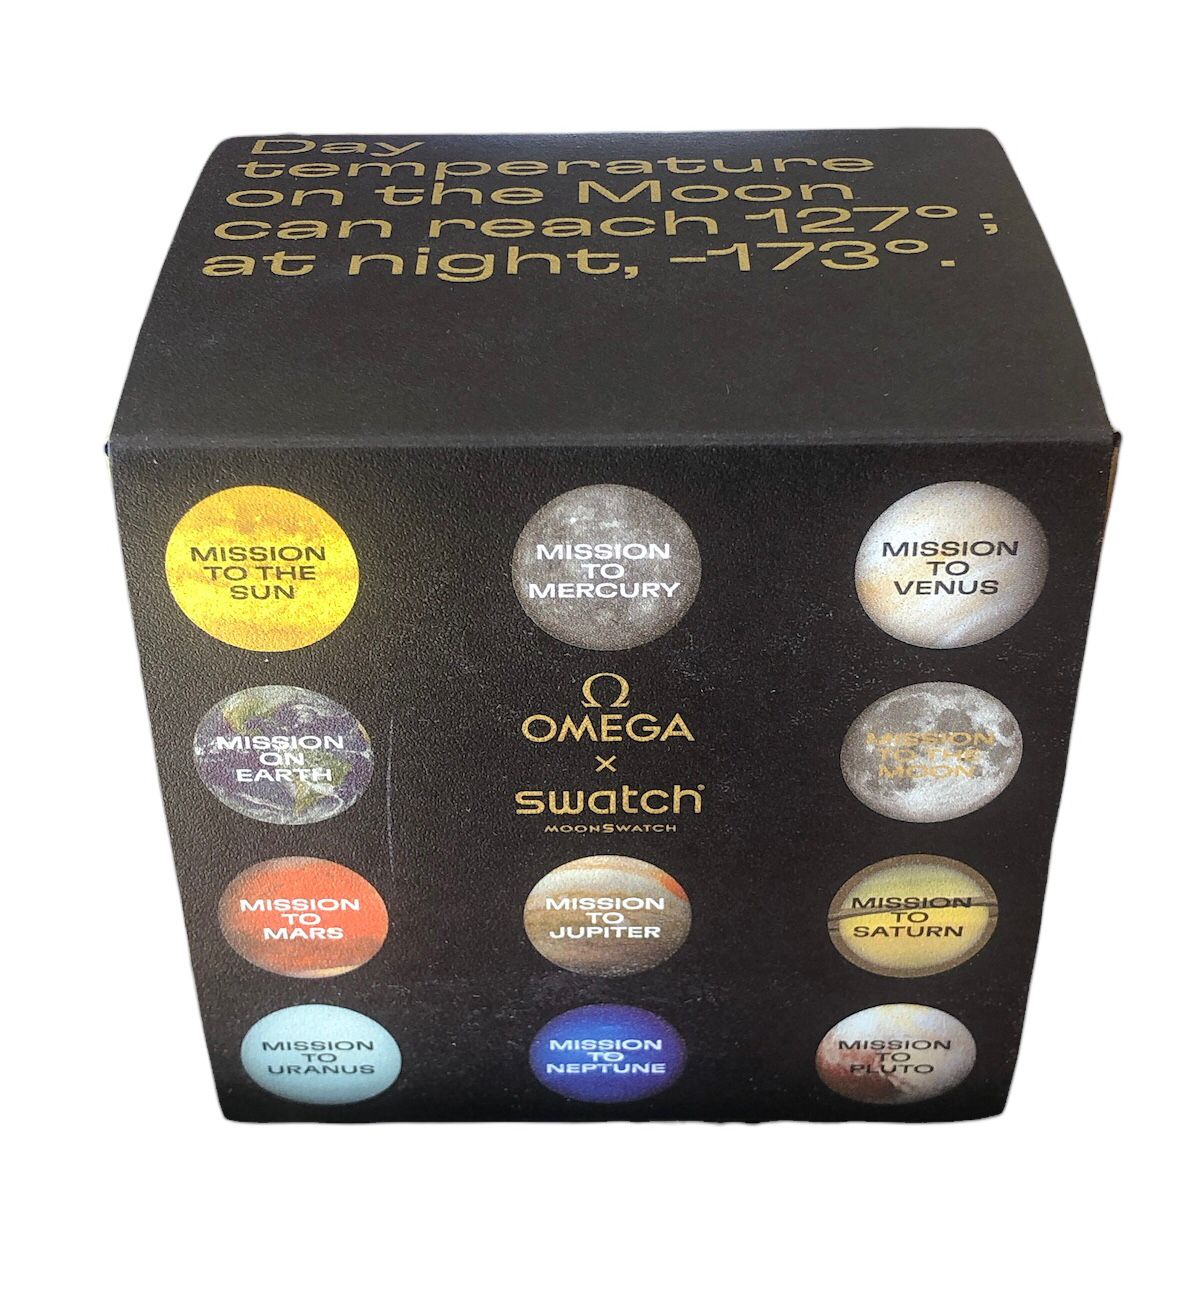 Day
temperature
on the Moon
can reach 127° ;
at night, -173°.
MISSION
TO THE
SUN
MISSION
TO
MERCURY
MISSION
TO
VENUS
MISSION
ON
EARTH
Ω
OMEGA
×
swatch®
MOONSWATCH
MISSION
TO THE
MOON
MISSION
TO
MARS
MISSION
TO
JUPITER
MISSION
TO
SATURN
MISSION
TO
URANUS
MISSION
TO
NEPTUNE
MISSION
TO
PLUTO